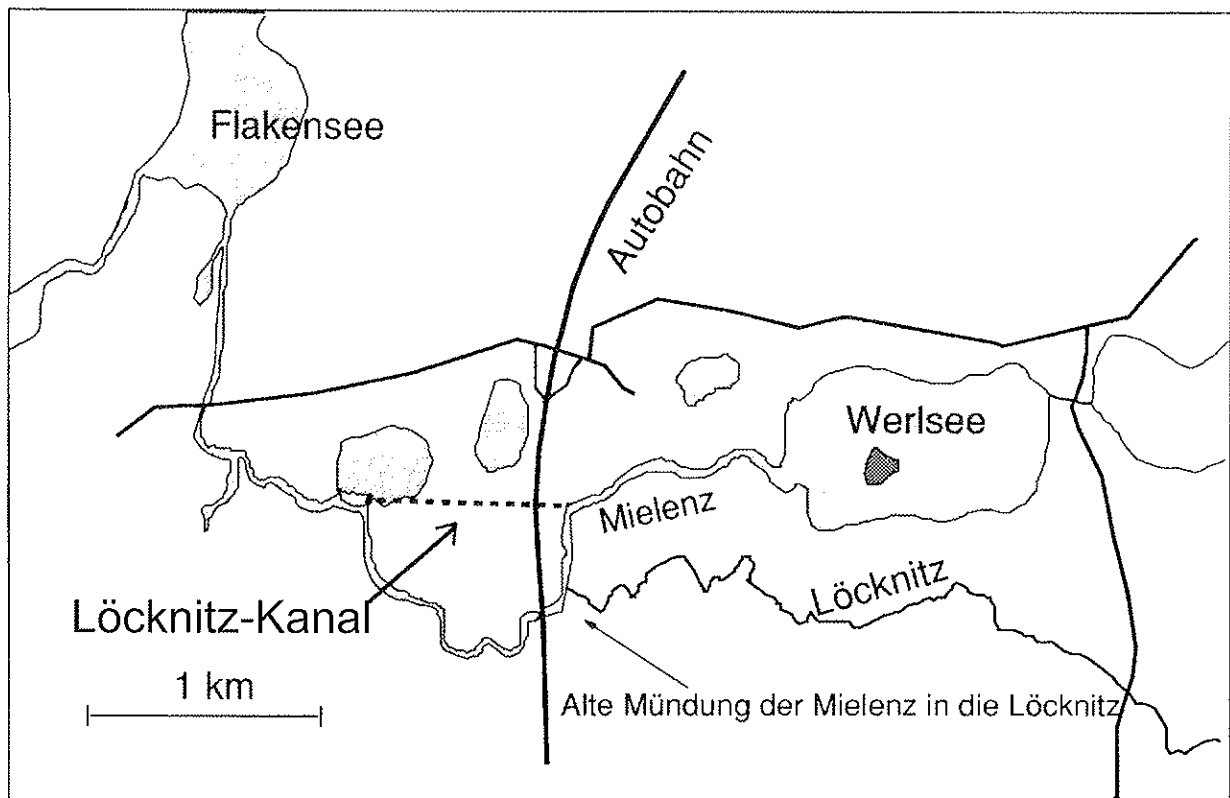 Flakensee
Autobahn
Werlsee
Mielenz
Löcknitz
Löcknitz-Kanal
1 km
Alte Mündung der Mielenz in die Löcknitz